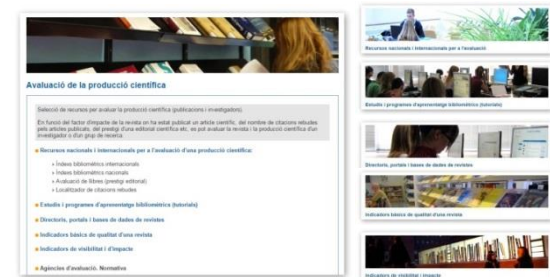 Avaluació de la producció científica
Selecció de recursos per avaluar la producció científica (publicacions i investigadors).
En funció del factor d'impacte de la revista on ha estat publicat un article científic, del nombre de citacions rebudes
pels articles publicats, del prestigi d'una editorial científica etc, es pot avaluar la revista i la producció científica d'un
investigador o d'un grup de recerca.
Recursos nacionals i internacionals per a l'avaluació d'una producció científica:
» Índexs bibliomètrics internacionals
» Índexs bibliomètrics nacionals
» Avaluació de llibres (prestigi editorial)
» Localitzador de citacions rebudes
Estudis i programes d'aprenentatge bibliomètrics (tutorials)
Directoris, portals i bases de dades de revistes
Indicadors bàsics de qualitat d'una revista
Indicadors de visibilitat i d'impacte
Agències d'avaluació. Normativa
Recursos nacionals i internacionals per a l'avaluació
Estudis i programes d'aprenentatge bibliomètrics (tutorials)
Directoris, portals i bases de dades de revistes
Indicadors bàsics de qualitat d'una revista
Indicadors de visibilitat i impacte